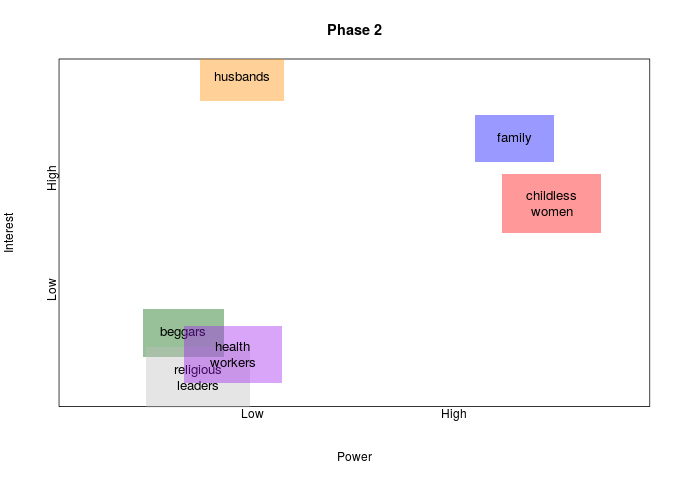 Phase 2
husbands
family
childless
women
High
Interest
Low
beggars
health
workers
religious
leaders
Low
High
Power